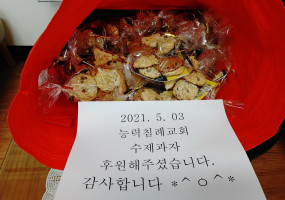 2021. 5. 03
능력침례교회
수제과자
후원해주셨습니다.
감사합니다 *^ㅇ^*